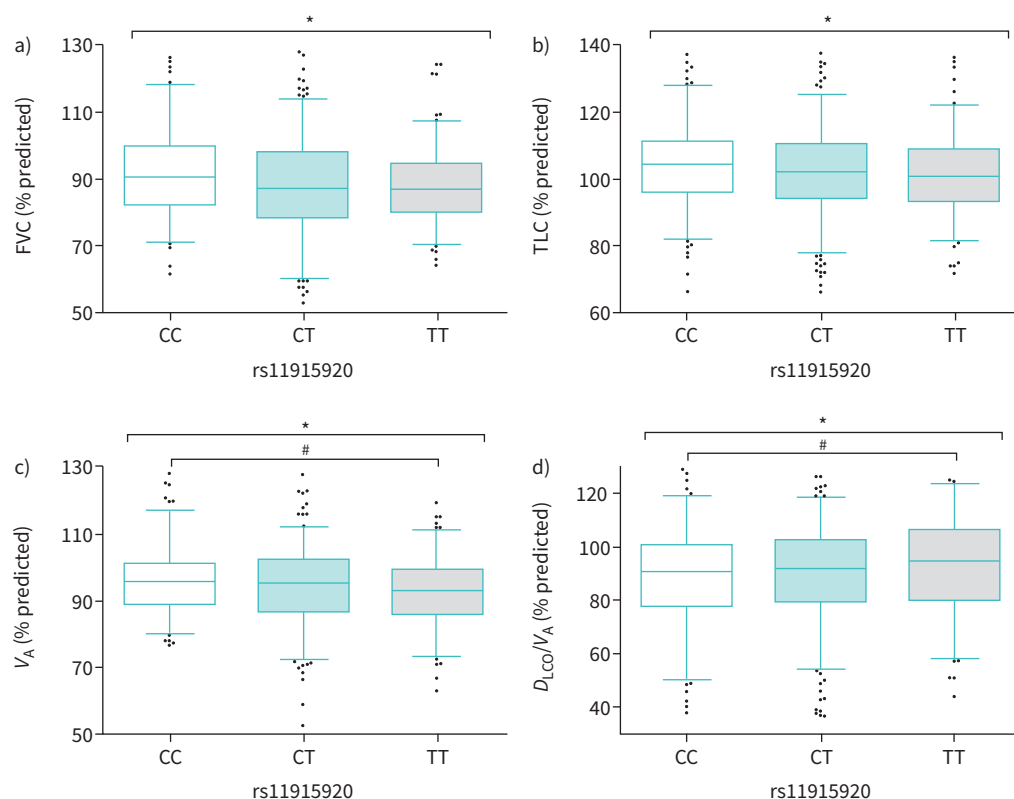 a)
*
FVC (% predicted)
130
110
90
70
50
CC CT TT
rs11915920
b)
*
TLC (% predicted)
140
120
100
80
60
CC CT TT
rs11915920
c)
*
#
VA (% predicted)
130
110
90
70
50
CC CT TT
rs11915920
d)
*
#
DLCO/VA (% predicted)
120
100
80
60
40
CC CT TT
rs11915920